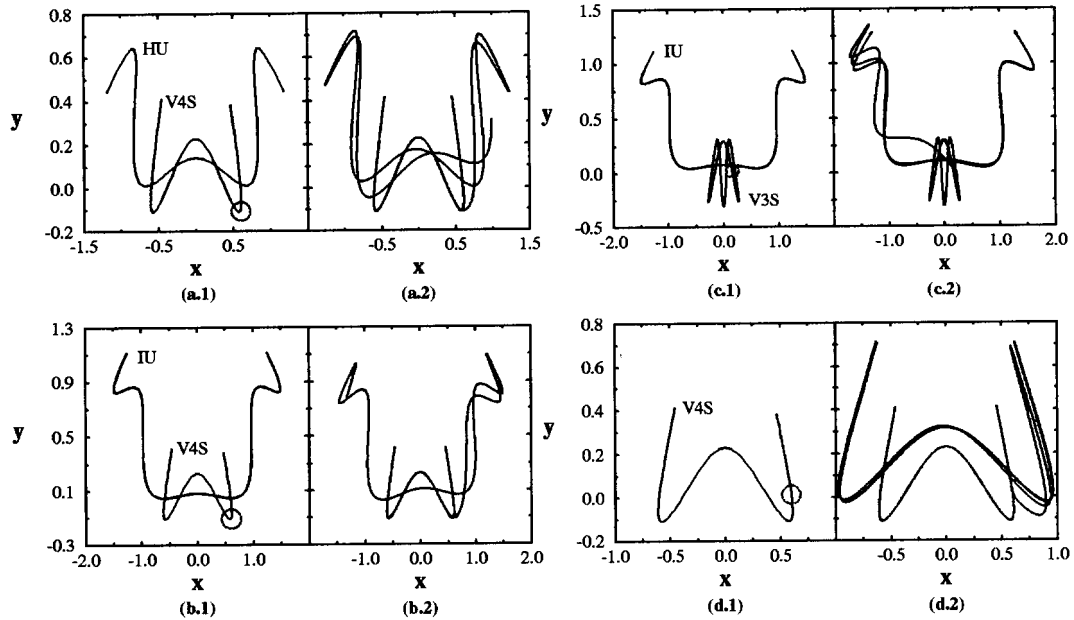 0.8
0.6
0.4
0.2
0.0
-0.2
y
HU
V4S
-1.5
-0.5
0.5
-0.5
0.5
1.5
x
x
(a.1)
(a.2)
1.5
1.0
0.5
0.0
-0.5
y
IU
V3S
-2.0
-1.0
0.0
1.0
-1.0
0.0
1.0
2.0
x
x
(c.1)
(c.2)
1.3
0.9
0.5
0.1
-0.3
y
IU
V4S
-2.0
-1.0
0.0
1.0
-1.0
0.0
1.0
2.0
x
x
(b.1)
(b.2)
0.8
0.6
0.4
0.2
0.0
-0.2
y
V4S
-1.0
-0.5
0.0
0.5
-0.5
0.0
0.5
1.0
x
x
(d.1)
(d.2)